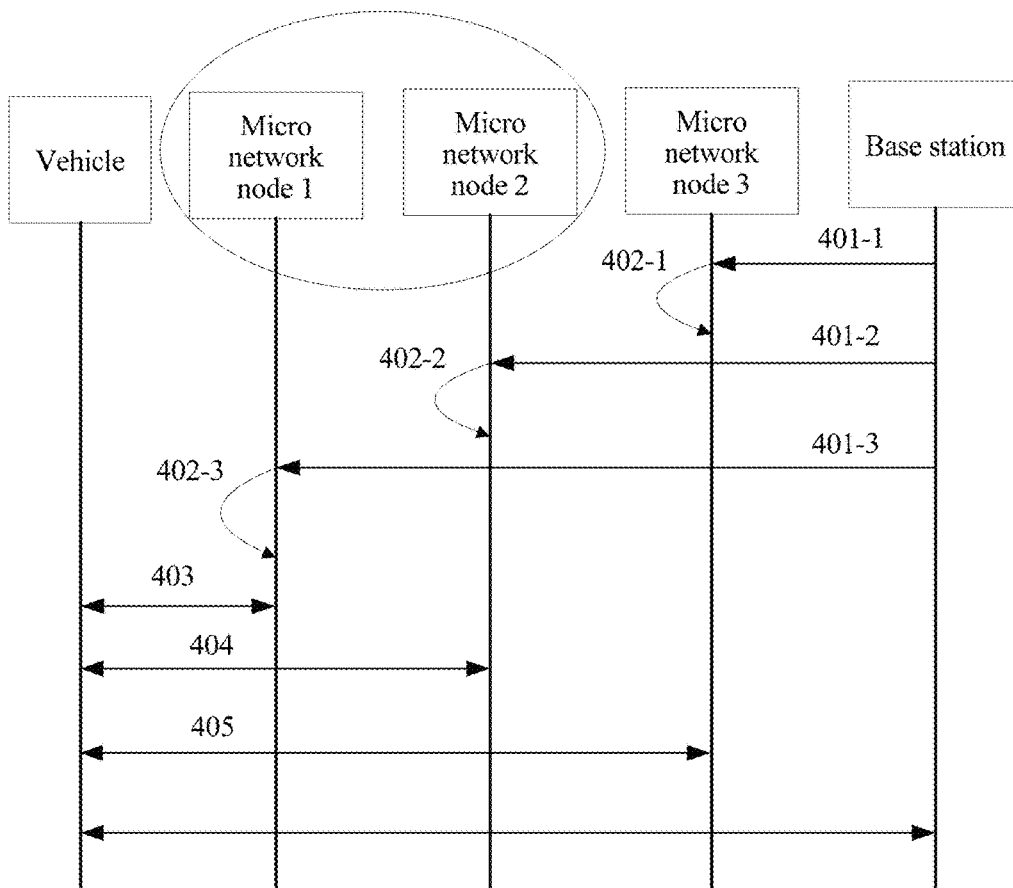 Vehicle
Micro
network
node 1
Micro
network
node 2
Micro
network
node 3
Base station
401-1
402-1
401-2
402-2
401-3
402-3
403
404
405